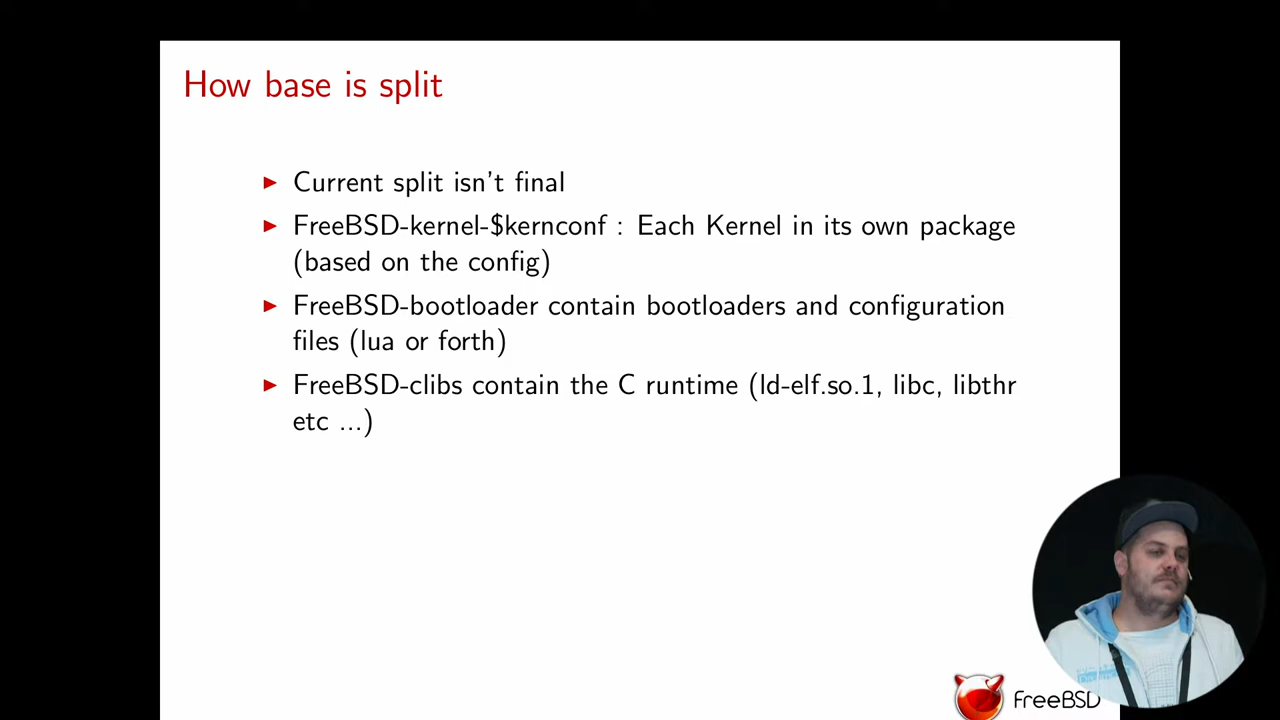 How base is split
Current split isn't final
FreeBSD-kernel-$kernconf : Each Kernel in its own package
(based on the config)
FreeBSD-bootloader contain bootloaders and configuration
files (lua or forth)
FreeBSD-clibs contain the C runtime (ld-elf.so.1, libc, libthr
etc ...)
FreeBSD